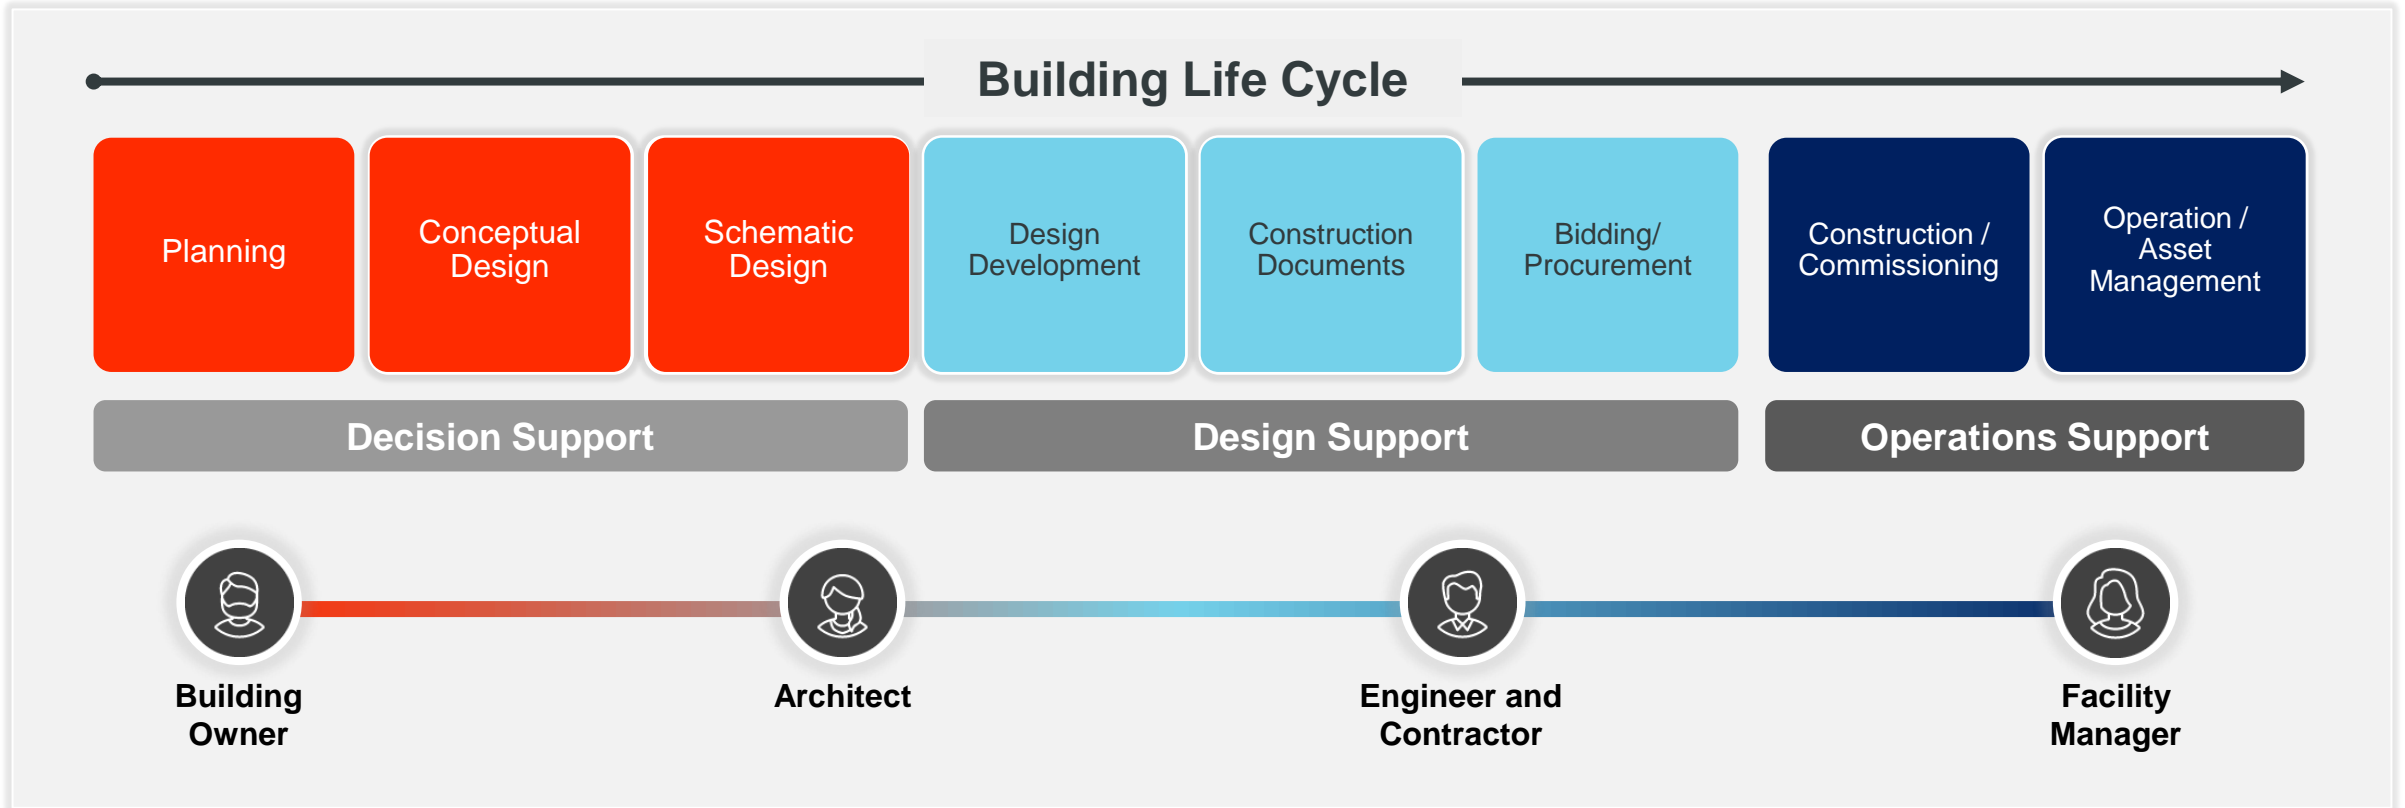 Building Life Cycle
Planning
Conceptual
Design
Schematic
Design
Design
Development
Construction
Documents
Bidding/
Procurement
Construction /
Commissioning
Operation /
Asset
Management
Decision Support
Design Support
Operations Support
Building
Owner
Architect
Engineer and
Contractor
Facility
Manager